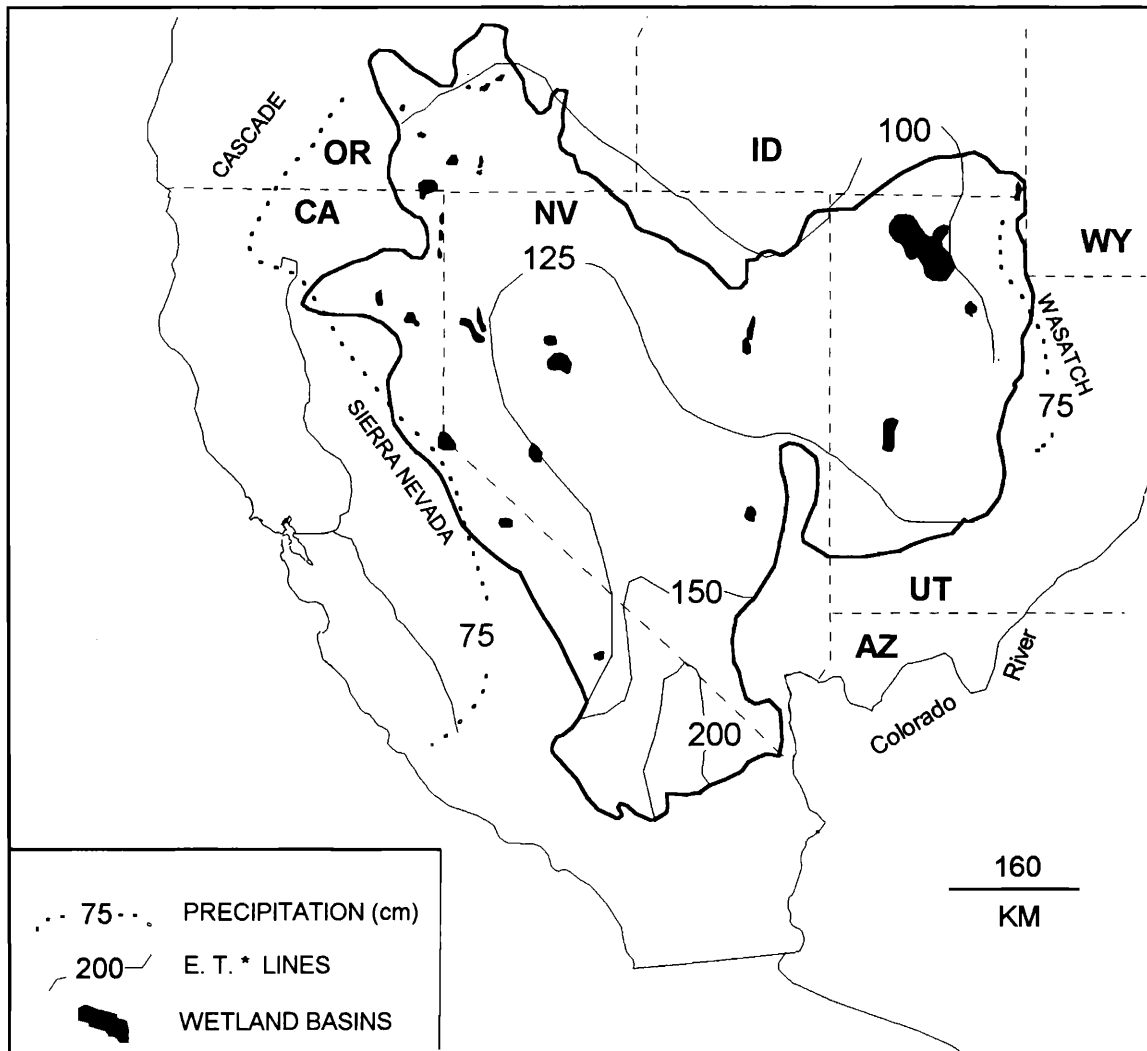 CASCADE
OR
ID
100
CA
NV
WY
125
WASATCH
75
SIERRA NEVADA
150
UT
75
AZ
River
Colorado
200
160
KM
75 PRECIPITATION (cm)
200 E. T. * LINES
WETLAND BASINS